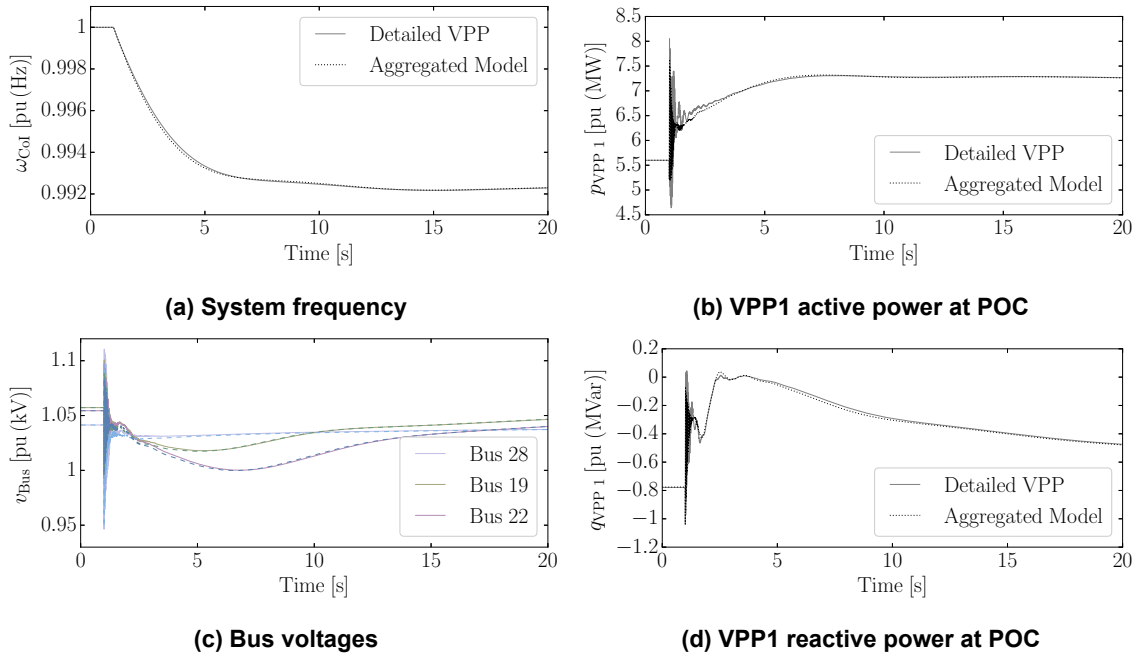 1
0.998
0.996
0.994
0.992
ωCoI [pu (Hz)]
Detailed VPP
Aggregated Model
0 5 10 15 20
Time [s]
(a) System frequency
8.5
8
7.5
7
6.5
6
5.5
5
4.5
pVPP 1 [pu (MW)]
Detailed VPP
Aggregated Model
0 5 10 15 20
Time [s]
(b) VPP1 active power at POC
1.1
1.05
1
0.95
vBus [pu (kV)]
Bus 28
Bus 19
Bus 22
0 5 10 15 20
Time [s]
(c) Bus voltages
0.2
0
−0.2
−0.4
−0.6
−0.8
−1
−1.2
qVPP 1 [pu (MVar)]
Detailed VPP
Aggregated Model
0 5 10 15 20
Time [s]
(d) VPP1 reactive power at POC